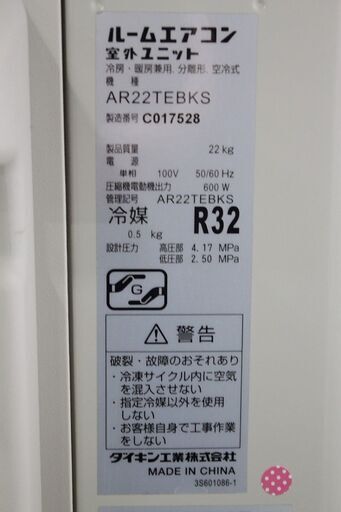 ルームエアコン
室外ユニット
冷房・暖房兼用, 分離形, 空冷式
機種
AR22TEBKS
製造番号 C017528
製品質量 22 kg
電源
単相 100V 50/60 Hz
圧縮機電動機出力 600 W
管理記号 AR22TEBKS
冷媒 R32
0.5 kg
設計圧力 高圧部 4.17 MPa
低圧部 2.50 MPa
G
警告
破裂・故障のおそれあり
・冷凍サイクル内に空気
を混入させない
・指定冷媒以外を使用
しない
・お客様自身で工事作業
をしない
ダイキン工業株式会社
MADE IN CHINA
3S601086-1